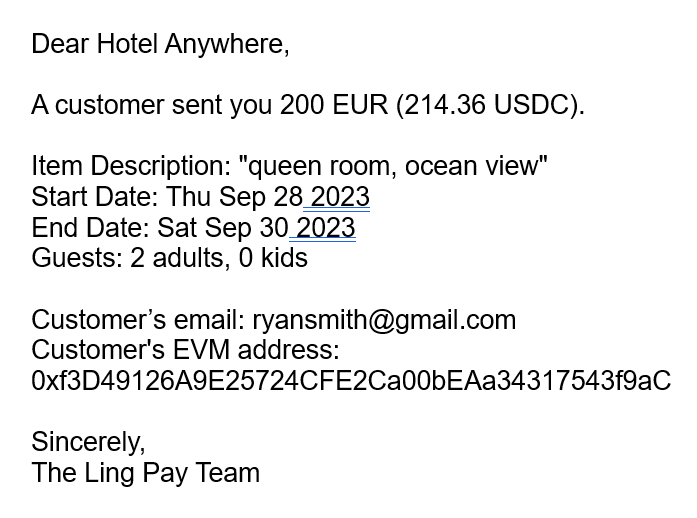 Dear Hotel Anywhere,
A customer sent you 200 EUR (214.36 USDC).
Item Description: "queen room, ocean view"
Start Date: Thu Sep 28 2023
End Date: Sat Sep 30 2023
Guests: 2 adults, 0 kids
Customer’s email: ryansmith@gmail.com
Customer's EVM address:
0xf3D49126A9E25724CFE2Ca00bEAa34317543f9aC
Sincerely,
The Ling Pay Team